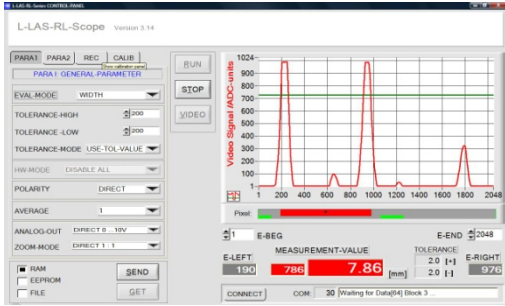 L-LAS-RL-Series CONTROL-PANEL
L-LAS-RL-Scope Version 3.14
PARA1 PARA2 REC CALIB
Show calibration panel
PARA I: GENERAL-PARAMETER
EVAL-MODE WIDTH
TOLERANCE-HIGH 200
TOLERANCE -LOW 200
TOLERANCE-MODE USE-TOL-VALUE
HW-MODE DISABLE ALL
POLARITY DIRECT
AVERAGE 1
ANALOG-OUT DIRECT 0 ...10V
ZOOM-MODE DIRECT 1 : 1
RAM
EEPROM
FILE
SEND
GET
RUN
STOP
VIDEO
Video Signal /ADC-units
1024
900
800
700
600
500
400
300
200
100
1
1 200 400 600 800 1000 1200 1400 1600 1800 2048
Pixel:
1 E-BEG E-END 2048
E-LEFT MEASUREMENT-VALUE TOLERANCE E-RIGHT
190 786 7.86 [mm] 2.0 [+] 976
2.0 [-]
CONNECT COM: 30 Waiting for Data[64] Block 3 ...